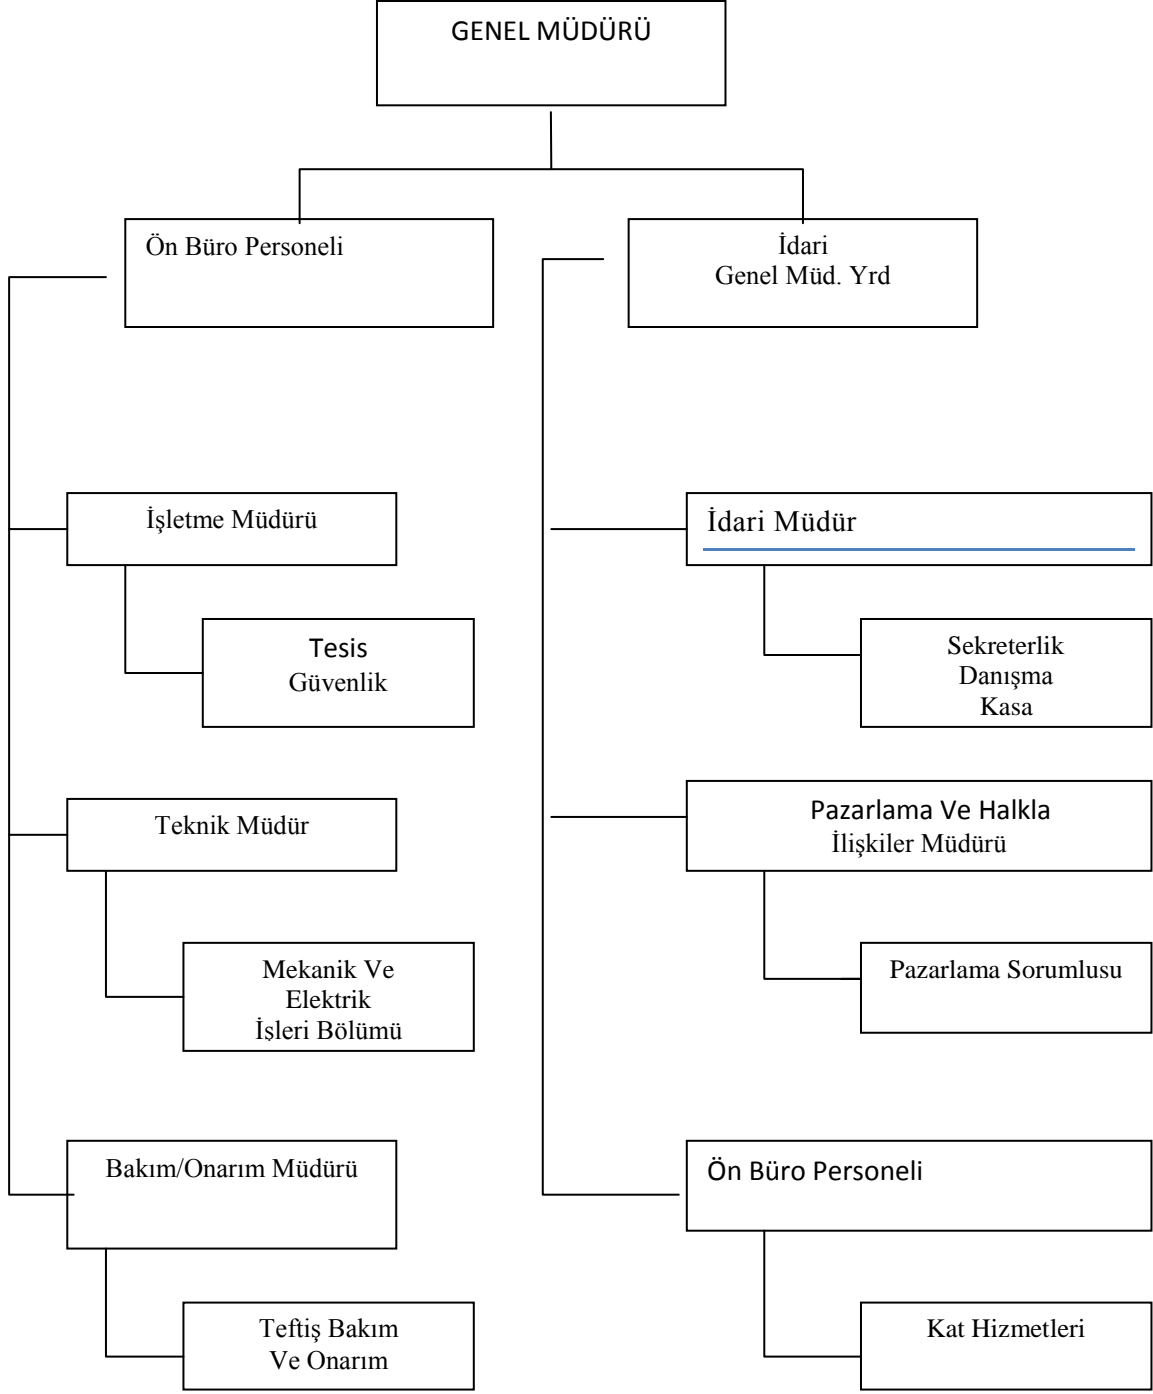 GENEL MÜDÜRÜ
Ön Büro Personeli
İdari
Genel Müd. Yrd
İşletme Müdürü
İdari Müdür
Tesis
Güvenlik
Sekreterlik
Danışma
Kasa
Teknik Müdür
Pazarlama Ve Halkla
İlişkiler Müdürü
Mekanik Ve
Elektrik
İşleri Bölümü
Pazarlama Sorumlusu
Bakım/Onarım Müdürü
Ön Büro Personeli
Teftiş Bakım
Ve Onarım
Kat Hizmetleri